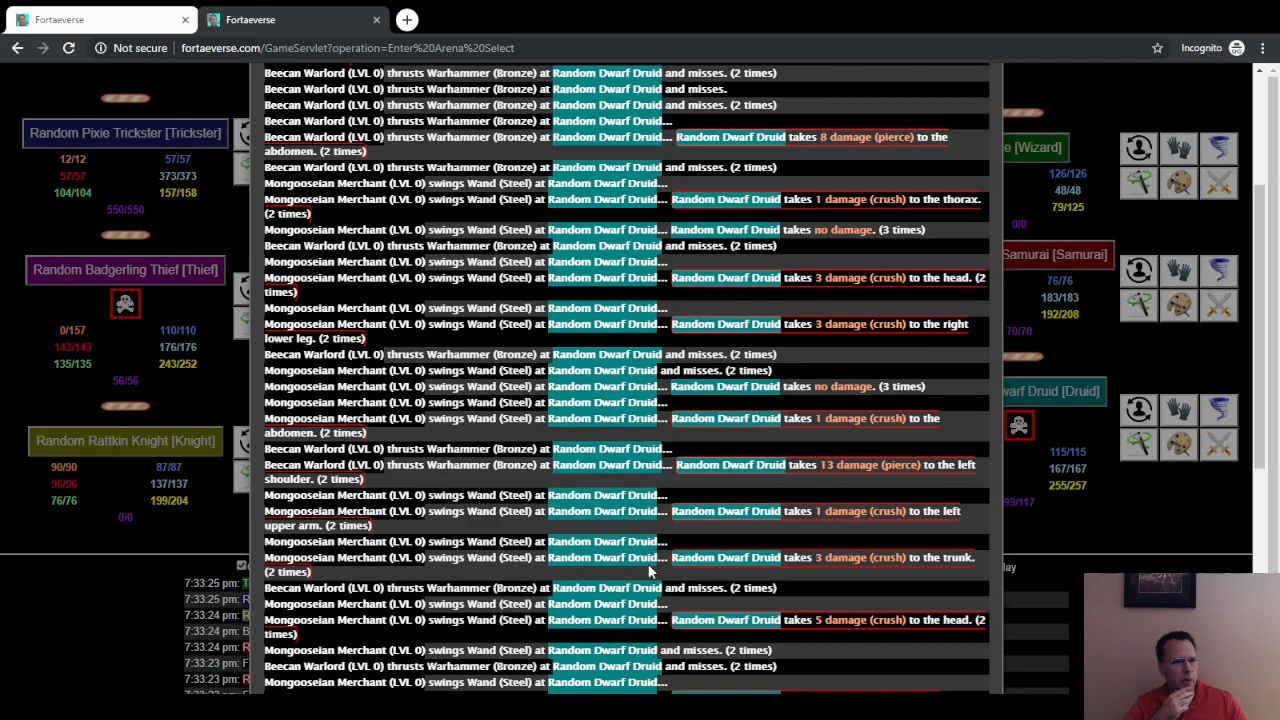 Fortaeverse
Fortaeverse
Not secure
fortaeverse.com/GameServlet?operation=Enter%20Arena%20Select
Incognito
Random Pixie Trickster [Trickster]
12/12 57/57
57/57 373/373
104/104 157/158
550/550
Random Badgerling Thief [Thief]
0/157 110/110
143/143 176/176
135/135 243/252
56/56
Random Rattkin Knight [Knight]
90/90 87/87
96/96 137/137
76/76 199/204
0/0
7:33:25 pm: T
7:33:25 pm: R
7:33:24 pm: R
7:33:24 pm: B
7:33:24 pm: R
7:33:23 pm: F
7:33:23 pm: R
7:33:23 pm: F
Beecan Warlord (LVL 0) thrusts Warhammer (Bronze) at Random Dwarf Druid and misses. (2 times)
Beecan Warlord (LVL 0) thrusts Warhammer (Bronze) at Random Dwarf Druid and misses.
Beecan Warlord (LVL 0) thrusts Warhammer (Bronze) at Random Dwarf Druid and misses. (2 times)
Beecan Warlord (LVL 0) thrusts Warhammer (Bronze) at Random Dwarf Druid...
Beecan Warlord (LVL 0) thrusts Warhammer (Bronze) at Random Dwarf Druid... Random Dwarf Druid takes 8 damage (pierce) to the
abdomen. (2 times)
Beecan Warlord (LVL 0) thrusts Warhammer (Bronze) at Random Dwarf Druid and misses. (2 times)
Mongooseian Merchant (LVL 0) swings Wand (Steel) at Random Dwarf Druid...
Mongooseian Merchant (LVL 0) swings Wand (Steel) at Random Dwarf Druid... Random Dwarf Druid takes 1 damage (crush) to the thorax.
(2 times)
Mongooseian Merchant (LVL 0) swings Wand (Steel) at Random Dwarf Druid... Random Dwarf Druid takes no damage. (3 times)
Beecan Warlord (LVL 0) thrusts Warhammer (Bronze) at Random Dwarf Druid and misses. (2 times)
Mongooseian Merchant (LVL 0) swings Wand (Steel) at Random Dwarf Druid...
Mongooseian Merchant (LVL 0) swings Wand (Steel) at Random Dwarf Druid... Random Dwarf Druid takes 3 damage (crush) to the head. (2
times)
Mongooseian Merchant (LVL 0) swings Wand (Steel) at Random Dwarf Druid...
Mongooseian Merchant (LVL 0) swings Wand (Steel) at Random Dwarf Druid... Random Dwarf Druid takes 3 damage (crush) to the right
lower leg. (2 times)
Beecan Warlord (LVL 0) thrusts Warhammer (Bronze) at Random Dwarf Druid and misses. (2 times)
Mongooseian Merchant (LVL 0) swings Wand (Steel) at Random Dwarf Druid and misses. (2 times)
Mongooseian Merchant (LVL 0) swings Wand (Steel) at Random Dwarf Druid... Random Dwarf Druid takes no damage. (3 times)
Mongooseian Merchant (LVL 0) swings Wand (Steel) at Random Dwarf Druid...
Mongooseian Merchant (LVL 0) swings Wand (Steel) at Random Dwarf Druid... Random Dwarf Druid takes 1 damage (crush) to the
abdomen. (2 times)
Beecan Warlord (LVL 0) thrusts Warhammer (Bronze) at Random Dwarf Druid...
Beecan Warlord (LVL 0) thrusts Warhammer (Bronze) at Random Dwarf Druid... Random Dwarf Druid takes 13 damage (pierce) to the left
shoulder. (2 times)
Mongooseian Merchant (LVL 0) swings Wand (Steel) at Random Dwarf Druid...
Mongooseian Merchant (LVL 0) swings Wand (Steel) at Random Dwarf Druid... Random Dwarf Druid takes 1 damage (crush) to the left
upper arm. (2 times)
Mongooseian Merchant (LVL 0) swings Wand (Steel) at Random Dwarf Druid...
Mongooseian Merchant (LVL 0) swings Wand (Steel) at Random Dwarf Druid... Random Dwarf Druid takes 3 damage (crush) to the trunk.
(2 times)
Beecan Warlord (LVL 0) thrusts Warhammer (Bronze) at Random Dwarf Druid and misses. (2 times)
Mongooseian Merchant (LVL 0) swings Wand (Steel) at Random Dwarf Druid...
Mongooseian Merchant (LVL 0) swings Wand (Steel) at Random Dwarf Druid... Random Dwarf Druid takes 5 damage (crush) to the head. (2
times)
Mongooseian Merchant (LVL 0) swings Wand (Steel) at Random Dwarf Druid and misses. (2 times)
Beecan Warlord (LVL 0) thrusts Warhammer (Bronze) at Random Dwarf Druid and misses. (2 times)
Mongooseian Merchant (LVL 0) swings Wand (Steel) at Random Dwarf Druid...
e [Wizard]
126/126
48/48
79/125
0/0
Samurai [Samurai]
76/76
183/183
192/208
70/70
warf Druid [Druid]
115/115
167/167
255/257
99/117
lay